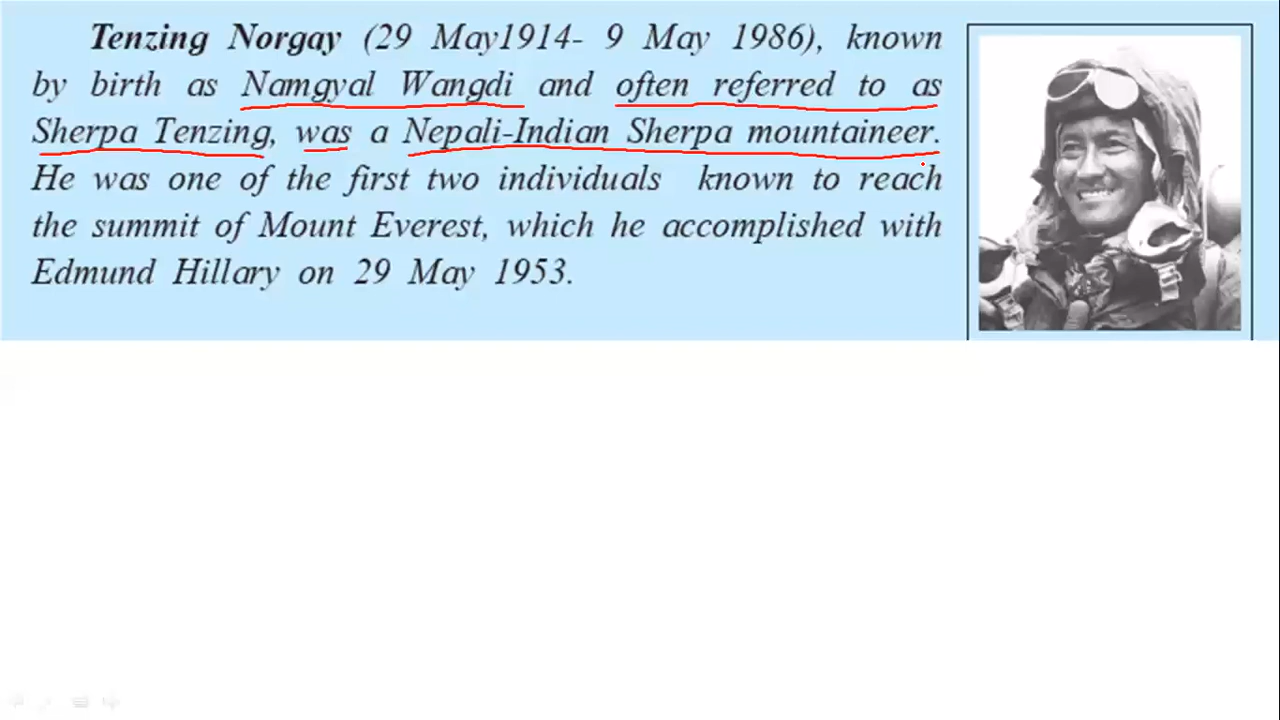 Tenzing Norgay (29 May1914- 9 May 1986), known
by birth as Namgyal Wangdi and often referred to as
Sherpa Tenzing, was a Nepali-Indian Sherpa mountaineer.
He was one of the first two individuals known to reach
the summit of Mount Everest, which he accomplished with
Edmund Hillary on 29 May 1953.